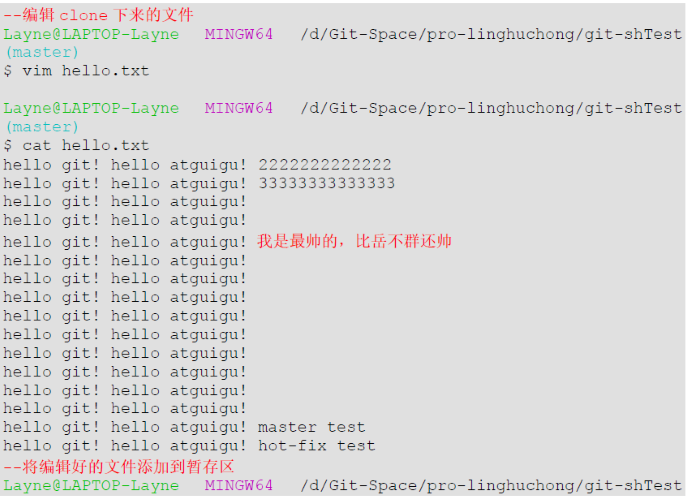 --编辑 clone 下来的文件
Layne@LAPTOP-Layne MINGW64 /d/Git-Space/pro-linghuchong/git-shTest
(master)
$ vim hello.txt
Layne@LAPTOP-Layne MINGW64 /d/Git-Space/pro-linghuchong/git-shTest
(master)
$ cat hello.txt
hello git! hello atguigu! 2222222222222
hello git! hello atguigu! 33333333333333
hello git! hello atguigu!
hello git! hello atguigu!
hello git! hello atguigu! 我是最帅的，比岳不群还帅
hello git! hello atguigu!
hello git! hello atguigu!
hello git! hello atguigu!
hello git! hello atguigu!
hello git! hello atguigu!
hello git! hello atguigu!
hello git! hello atguigu!
hello git! hello atguigu!
hello git! hello atguigu!
hello git! hello atguigu! master test
hello git! hello atguigu! hot-fix test
--将编辑好的文件添加到暂存区
Layne@LAPTOP-Layne MINGW64 /d/Git-Space/pro-linghuchong/git-shTest